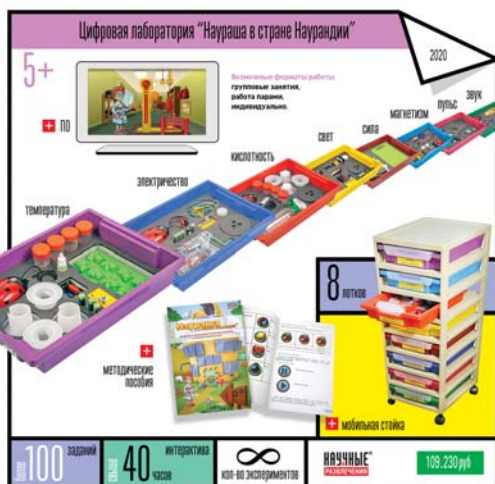 Цифровая лаборатория "Наураша в стране Наурандии"
2020
5+
Возможные форматы работы:
групповые занятия,
работа парами,
индивидуально.
+ ПО
звук
пульс
магнетизм
сила
свет
кислотность
электричество
температура
8
лотков
+
методические
пособия
+ мобильная стойка
более 100 заданий
свыше 40 часов интерактива
∞
кол-во экспериментов
НАУЧНЫЕ
РАЗВЛЕЧЕНИЯ
109.230 руб